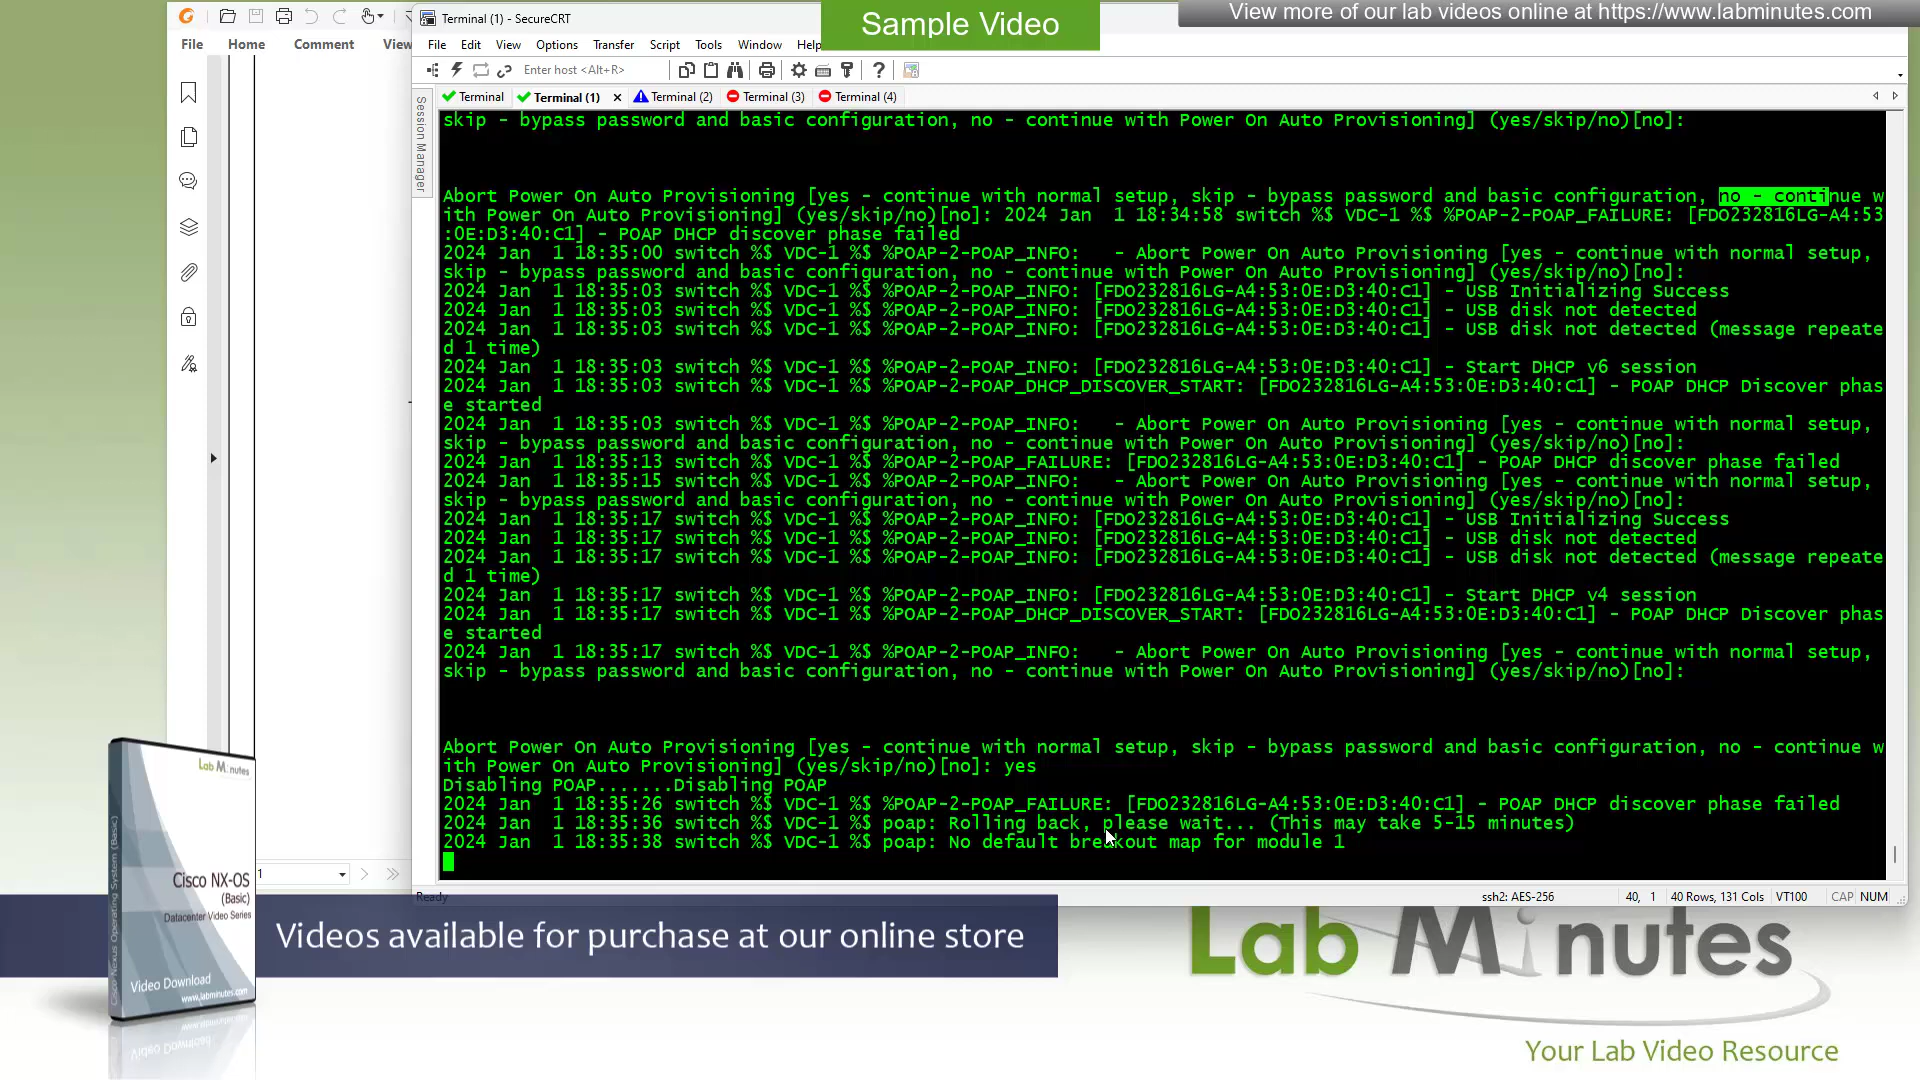 Sample Video
View more of our lab videos online at https://www.labminutes.com
Terminal (1) - SecureCRT
File Home Comment View
File Edit View Options Transfer Script Tools Window Help
Enter host <Alt+R>
Terminal Terminal (1) Terminal (2) Terminal (3) Terminal (4)
Session Manager
skip - bypass password and basic configuration, no - continue with Power On Auto Provisioning] (yes/skip/no)[no]:
Abort Power On Auto Provisioning [yes - continue with normal setup, skip - bypass password and basic configuration, no - continue w
ith Power On Auto Provisioning] (yes/skip/no)[no]: 2024 Jan  1 18:34:58 switch %$ VDC-1 %$ %POAP-2-POAP_FAILURE: [FDO232816LG-A4:53
:0E:D3:40:C1] - POAP DHCP discover phase failed
2024 Jan  1 18:35:00 switch %$ VDC-1 %$ %POAP-2-POAP_INFO:   - Abort Power On Auto Provisioning [yes - continue with normal setup,
skip - bypass password and basic configuration, no - continue with Power On Auto Provisioning] (yes/skip/no)[no]:
2024 Jan  1 18:35:03 switch %$ VDC-1 %$ %POAP-2-POAP_INFO: [FDO232816LG-A4:53:0E:D3:40:C1] - USB Initializing Success
2024 Jan  1 18:35:03 switch %$ VDC-1 %$ %POAP-2-POAP_INFO: [FDO232816LG-A4:53:0E:D3:40:C1] - USB disk not detected
2024 Jan  1 18:35:03 switch %$ VDC-1 %$ %POAP-2-POAP_INFO: [FDO232816LG-A4:53:0E:D3:40:C1] - USB disk not detected (message repeate
d 1 time)
2024 Jan  1 18:35:03 switch %$ VDC-1 %$ %POAP-2-POAP_INFO: [FDO232816LG-A4:53:0E:D3:40:C1] - Start DHCP v6 session
2024 Jan  1 18:35:03 switch %$ VDC-1 %$ %POAP-2-POAP_DHCP_DISCOVER_START: [FDO232816LG-A4:53:0E:D3:40:C1] - POAP DHCP Discover phas
e started
2024 Jan  1 18:35:03 switch %$ VDC-1 %$ %POAP-2-POAP_INFO:   - Abort Power On Auto Provisioning [yes - continue with normal setup,
skip - bypass password and basic configuration, no - continue with Power On Auto Provisioning] (yes/skip/no)[no]:
2024 Jan  1 18:35:13 switch %$ VDC-1 %$ %POAP-2-POAP_FAILURE: [FDO232816LG-A4:53:0E:D3:40:C1] - POAP DHCP discover phase failed
2024 Jan  1 18:35:15 switch %$ VDC-1 %$ %POAP-2-POAP_INFO:   - Abort Power On Auto Provisioning [yes - continue with normal setup,
skip - bypass password and basic configuration, no - continue with Power On Auto Provisioning] (yes/skip/no)[no]:
2024 Jan  1 18:35:17 switch %$ VDC-1 %$ %POAP-2-POAP_INFO: [FDO232816LG-A4:53:0E:D3:40:C1] - USB Initializing Success
2024 Jan  1 18:35:17 switch %$ VDC-1 %$ %POAP-2-POAP_INFO: [FDO232816LG-A4:53:0E:D3:40:C1] - USB disk not detected
2024 Jan  1 18:35:17 switch %$ VDC-1 %$ %POAP-2-POAP_INFO: [FDO232816LG-A4:53:0E:D3:40:C1] - USB disk not detected (message repeate
d 1 time)
2024 Jan  1 18:35:17 switch %$ VDC-1 %$ %POAP-2-POAP_INFO: [FDO232816LG-A4:53:0E:D3:40:C1] - Start DHCP v4 session
2024 Jan  1 18:35:17 switch %$ VDC-1 %$ %POAP-2-POAP_DHCP_DISCOVER_START: [FDO232816LG-A4:53:0E:D3:40:C1] - POAP DHCP Discover phas
e started
2024 Jan  1 18:35:17 switch %$ VDC-1 %$ %POAP-2-POAP_INFO:   - Abort Power On Auto Provisioning [yes - continue with normal setup,
skip - bypass password and basic configuration, no - continue with Power On Auto Provisioning] (yes/skip/no)[no]:
Abort Power On Auto Provisioning [yes - continue with normal setup, skip - bypass password and basic configuration, no - continue w
ith Power On Auto Provisioning] (yes/skip/no)[no]: yes
Disabling POAP.......Disabling POAP
2024 Jan  1 18:35:26 switch %$ VDC-1 %$ %POAP-2-POAP_FAILURE: [FDO232816LG-A4:53:0E:D3:40:C1] - POAP DHCP discover phase failed
2024 Jan  1 18:35:36 switch %$ VDC-1 %$ poap: Rolling back, please wait... (This may take 5-15 minutes)
2024 Jan  1 18:35:38 switch %$ VDC-1 %$ poap: No default breakout map for module 1
1
Ready
ssh2: AES-256 40, 1 40 Rows, 131 Cols VT100 CAP NUM
Lab Minutes
Cisco NX-OS
(Basic)
Datacenter Video Series
Video Download
www.labminutes.com
Cisco Nexus Operating System (Basic)
Videos available for purchase at our online store
Lab Minutes
Your Lab Video Resource